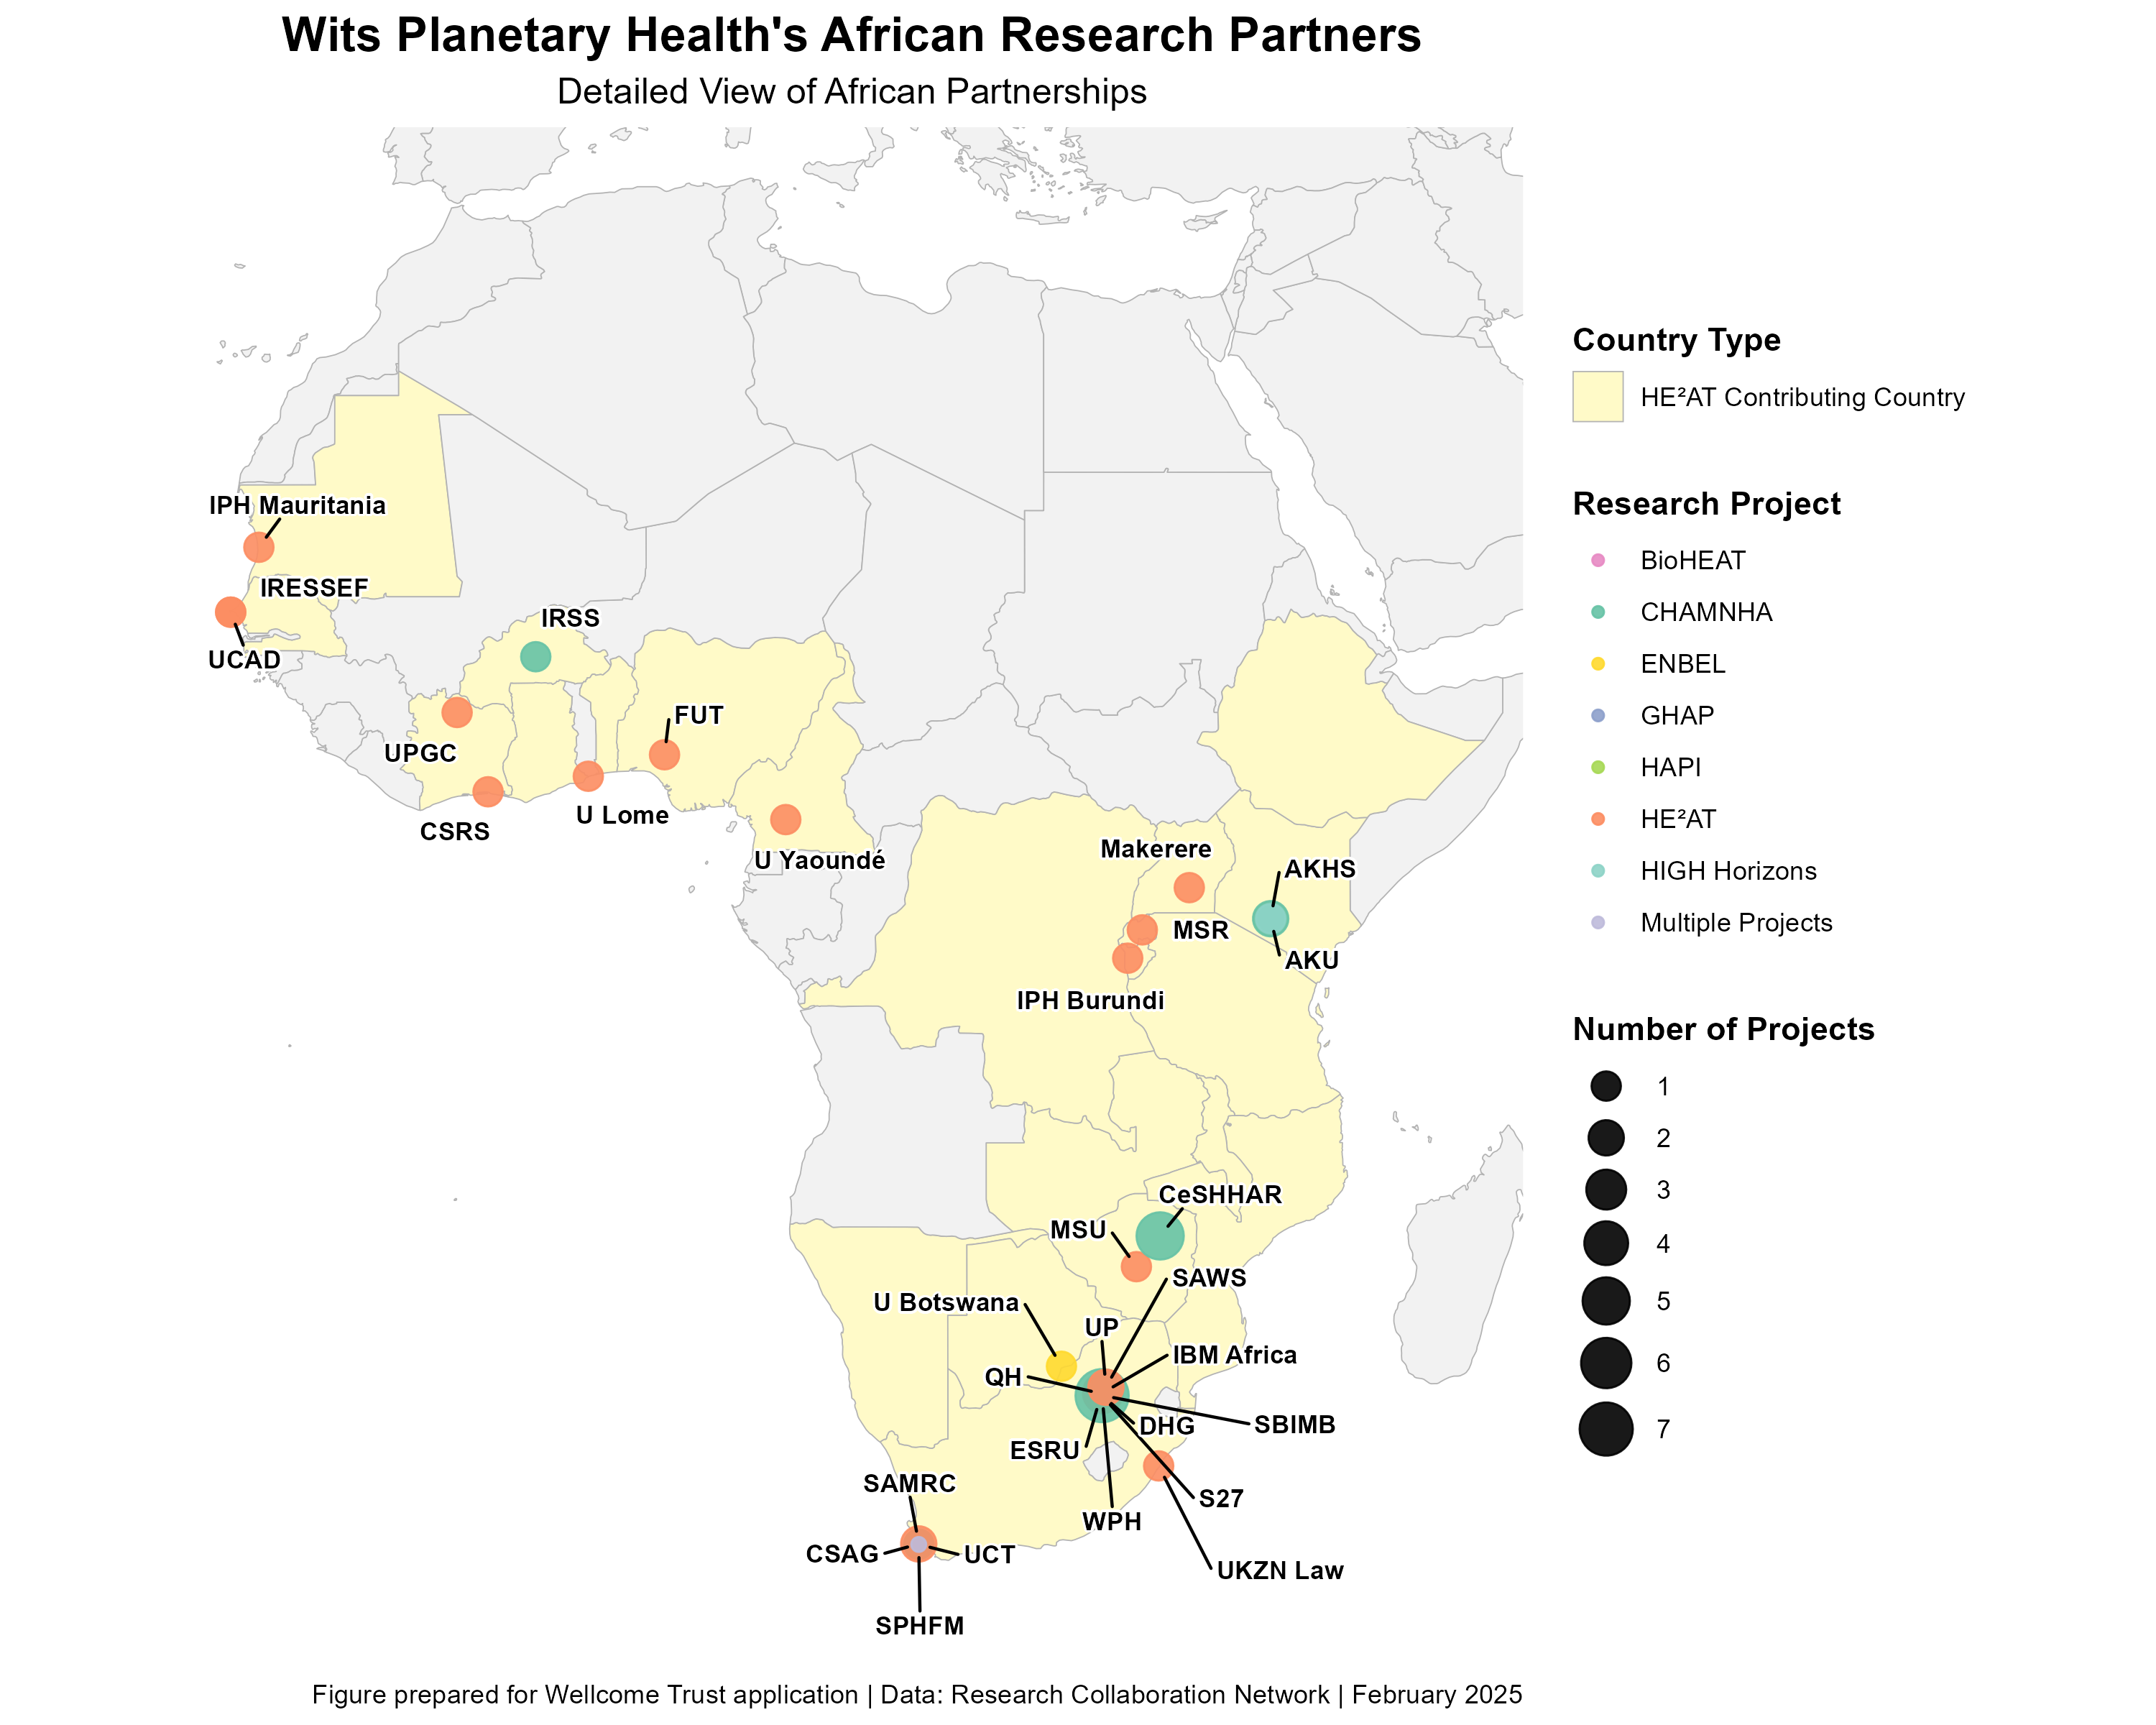 Wits Planetary Health's African Research Partners
Detailed View of African Partnerships
Country Type
HE²AT Contributing Country
Research Project
BioHEAT
CHAMNHA
ENBEL
GHAP
HAPI
HE²AT
HIGH Horizons
Multiple Projects
Number of Projects
1
2
3
4
5
6
7
IPH Mauritania
IRESSEF
UCAD
IRSS
FUT
UPGC
CSRS
U Lome
U Yaoundé
Makerere
AKHS
MSR
AKU
IPH Burundi
CeSHHAR
MSU
SAWS
U Botswana
UP
IBM Africa
QH
DHG
SBIMB
ESRU
SAMRC
S27
WPH
CSAG
UCT
UKZN Law
SPHFM
Figure prepared for Wellcome Trust application | Data: Research Collaboration Network | February 2025